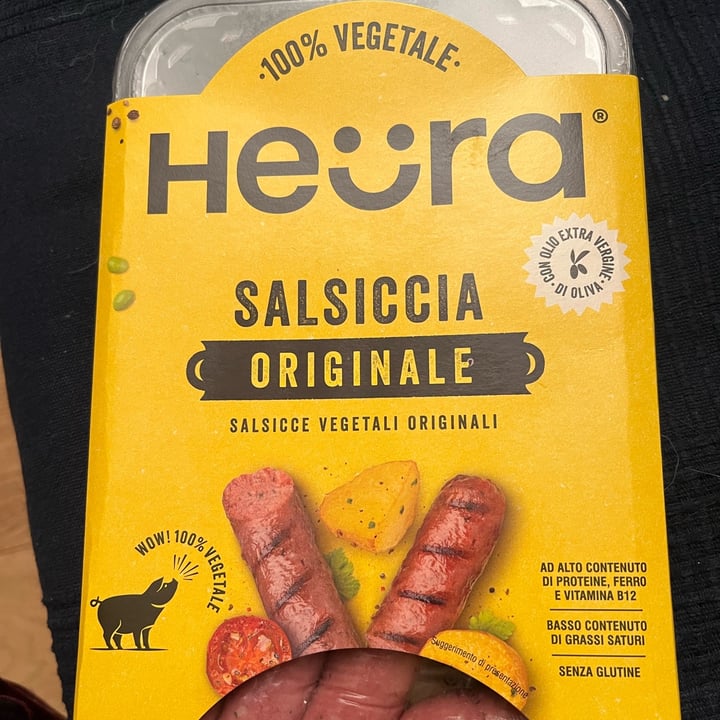 ·100% VEGETALE·
Heüra®
CON OLIO EXTRA VERGINE
· DI OLIVA ·
SALSICCIA
ORIGINALE
SALSICCE VEGETALI ORIGINALI
WOW! 100% VEGETALE
AD ALTO CONTENUTO
DI PROTEINE, FERRO
E VITAMINA B12
BASSO CONTENUTO
DI GRASSI SATURI
SENZA GLUTINE
Suggerimento di presentazione